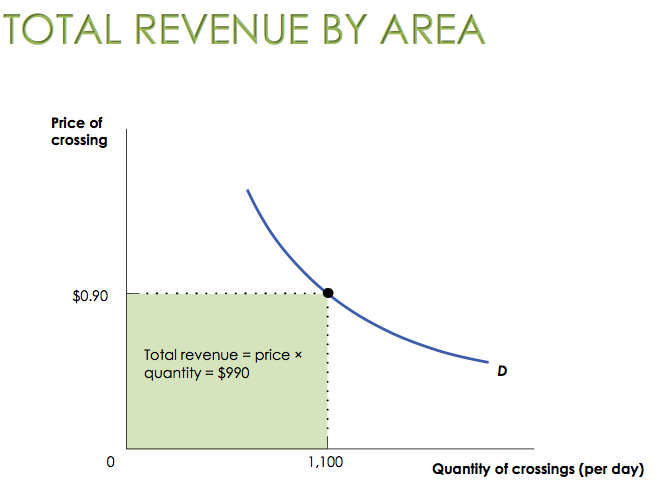 TOTAL REVENUE BY AREA
Price of
crossing
$0.90
Total revenue = price ×
quantity = $990
D
0
1,100
Quantity of crossings (per day)